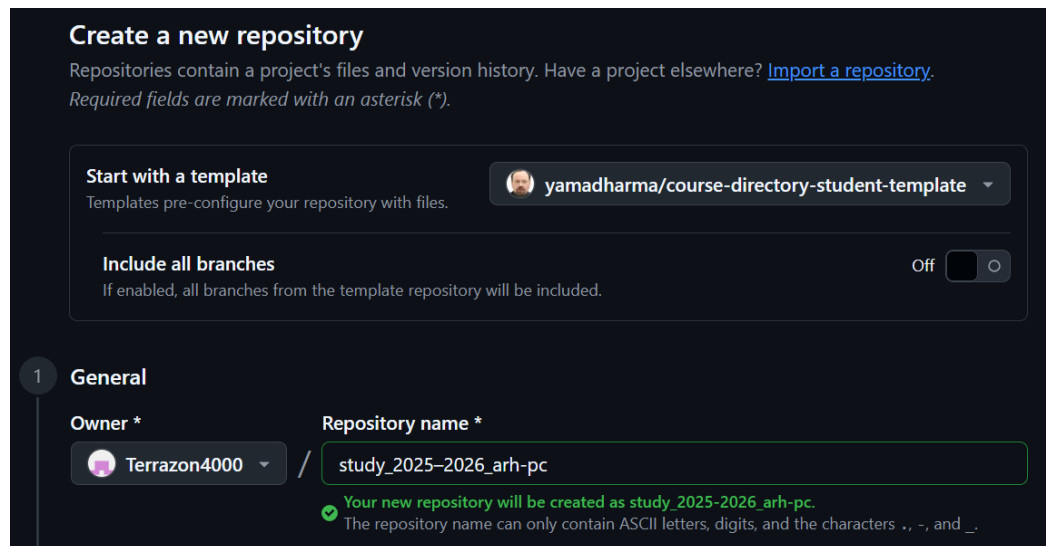 Create a new repository
Repositories contain a project's files and version history. Have a project elsewhere? Import a repository.
Required fields are marked with an asterisk (*).
Start with a template
Templates pre-configure your repository with files.
yamadharma/course-directory-student-template
Include all branches
If enabled, all branches from the template repository will be included.
Off
1 General
Owner *
Repository name *
Terrazon4000 / study_2025–2026_arh-pc
Your new repository will be created as study_2025-2026_arh-pc.
The repository name can only contain ASCII letters, digits, and the characters ., -, and _.